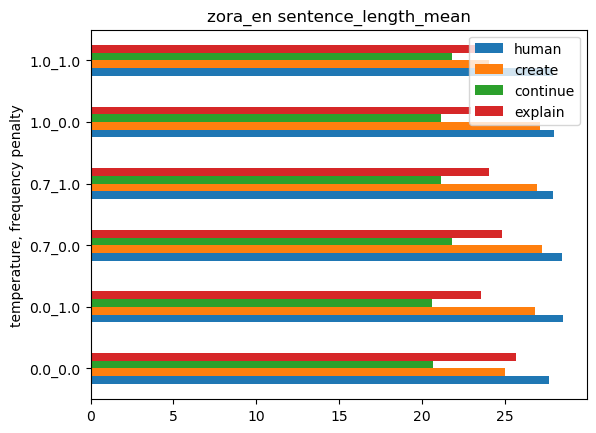 zora_en sentence_length_mean
human
create
continue
explain
temperature, frequency penalty
1.0_1.0
1.0_0.0
0.7_1.0
0.7_0.0
0.0_1.0
0.0_0.0
0 5 10 15 20 25